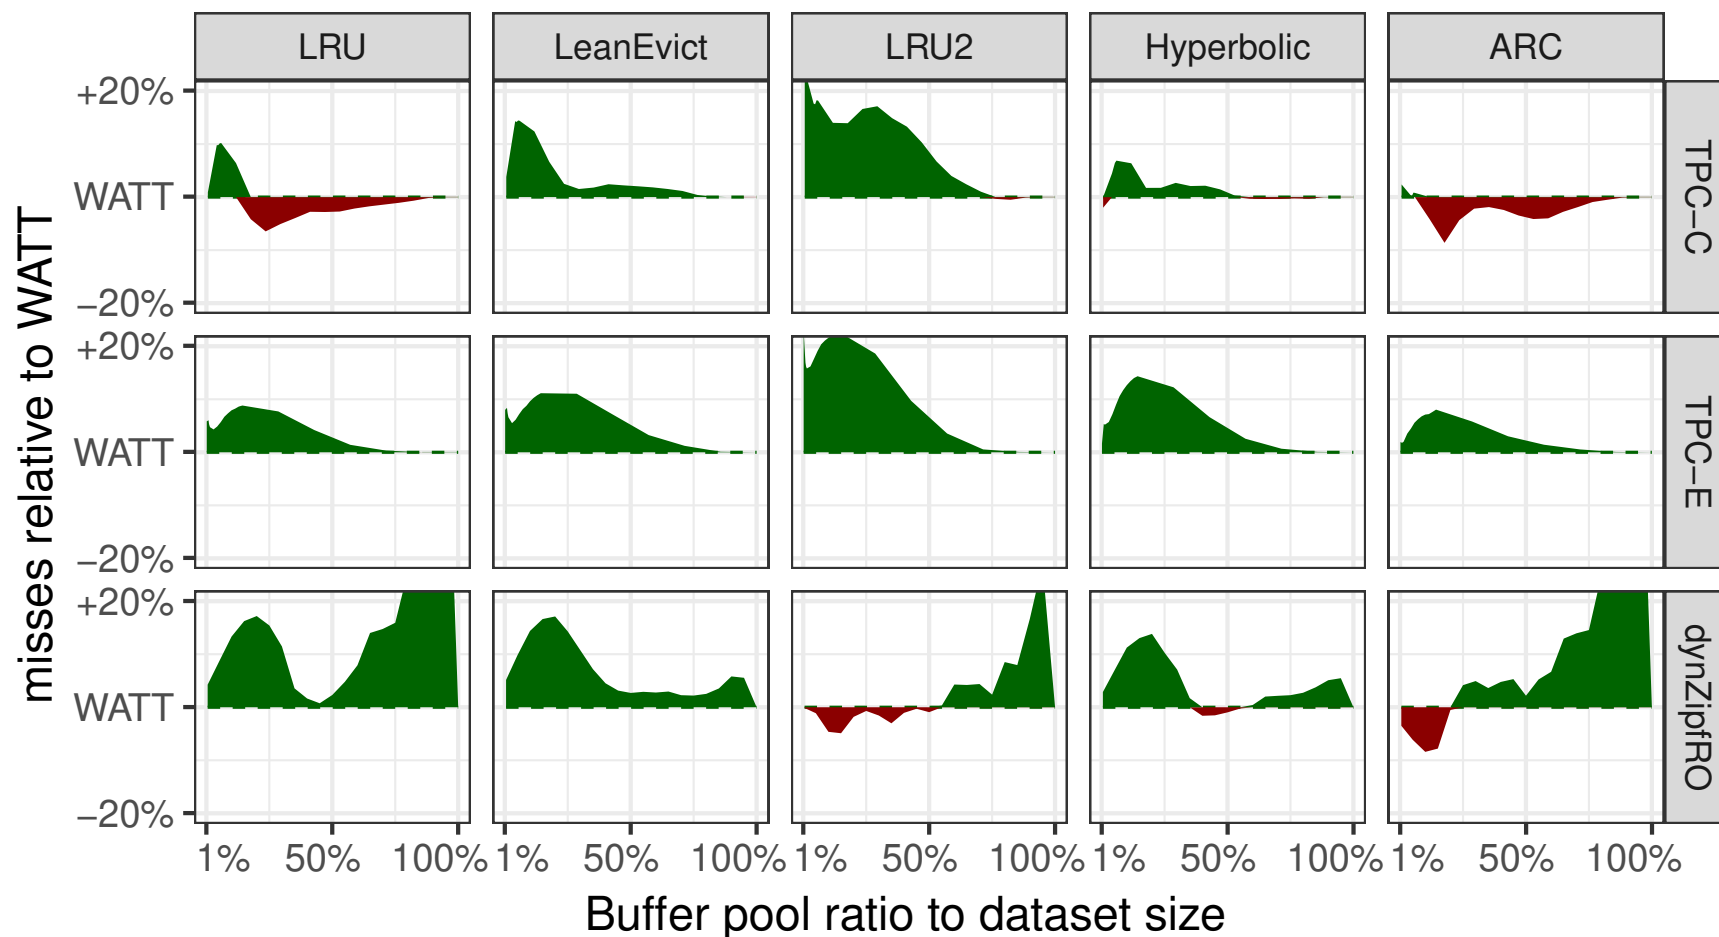 LRU LeanEvict LRU2 Hyperbolic ARC
misses relative to WATT
+20%
WATT
−20%
TPC−C
+20%
WATT
−20%
TPC−E
+20%
WATT
−20%
dynZipfRO
1% 50% 100% 1% 50% 100% 1% 50% 100% 1% 50% 100% 1% 50% 100%
Buffer pool ratio to dataset size